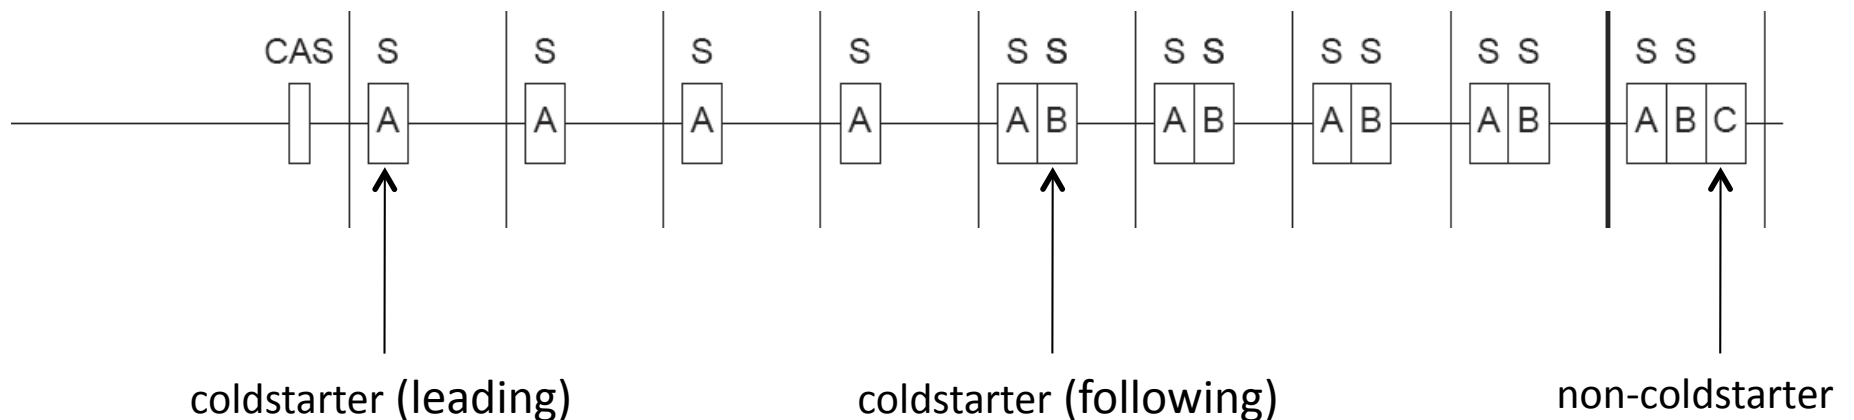 CAS S S S S S S S S S S S S S S S
A A A A A B A B A B A B A B C
coldstarter (leading) coldstarter (following) non-coldstarter